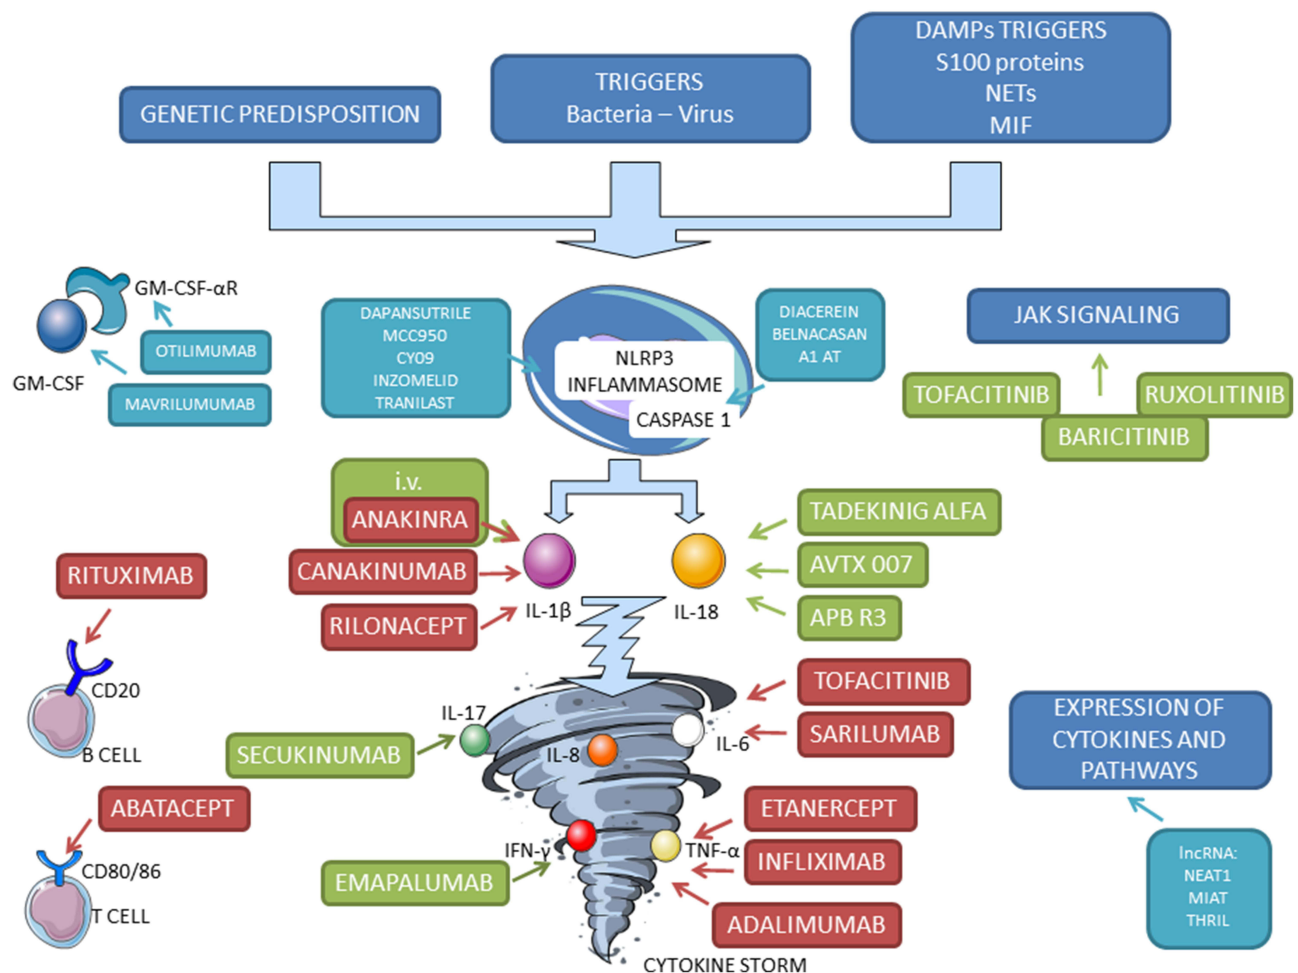 GENETIC PREDISPOSITION
TRIGGERS
Bacteria – Virus
DAMPs TRIGGERS
S100 proteins
NETs
MIF
GM-CSF-αR
OTILIMUMAB
GM-CSF
MAVRILUMUMAB
DAPANSUTRILE
MCC950
CY09
INZOMELID
TRANILAST
NLRP3
INFLAMMASOME
CASPASE 1
DIACEREIN
BELNACASAN
A1 AT
JAK SIGNALING
TOFACITINIB
RUXOLITINIB
BARICITINIB
i.v.
ANAKINRA
CANAKINUMAB
RILONACEPT
IL-1β
IL-18
TADEKINIG ALFA
AVTX 007
APB R3
RITUXIMAB
CD20
B CELL
ABATACEPT
CD80/86
T CELL
SECUKINUMAB
IL-17
IL-8
IL-6
TOFACITINIB
SARILUMAB
EMAPALUMAB
IFN-γ
TNF-α
ETANERCEPT
INFLIXIMAB
ADALIMUMAB
CYTOKINE STORM
EXPRESSION OF
CYTOKINES AND
PATHWAYS
lncRNA:
NEAT1
MIAT
THRIL